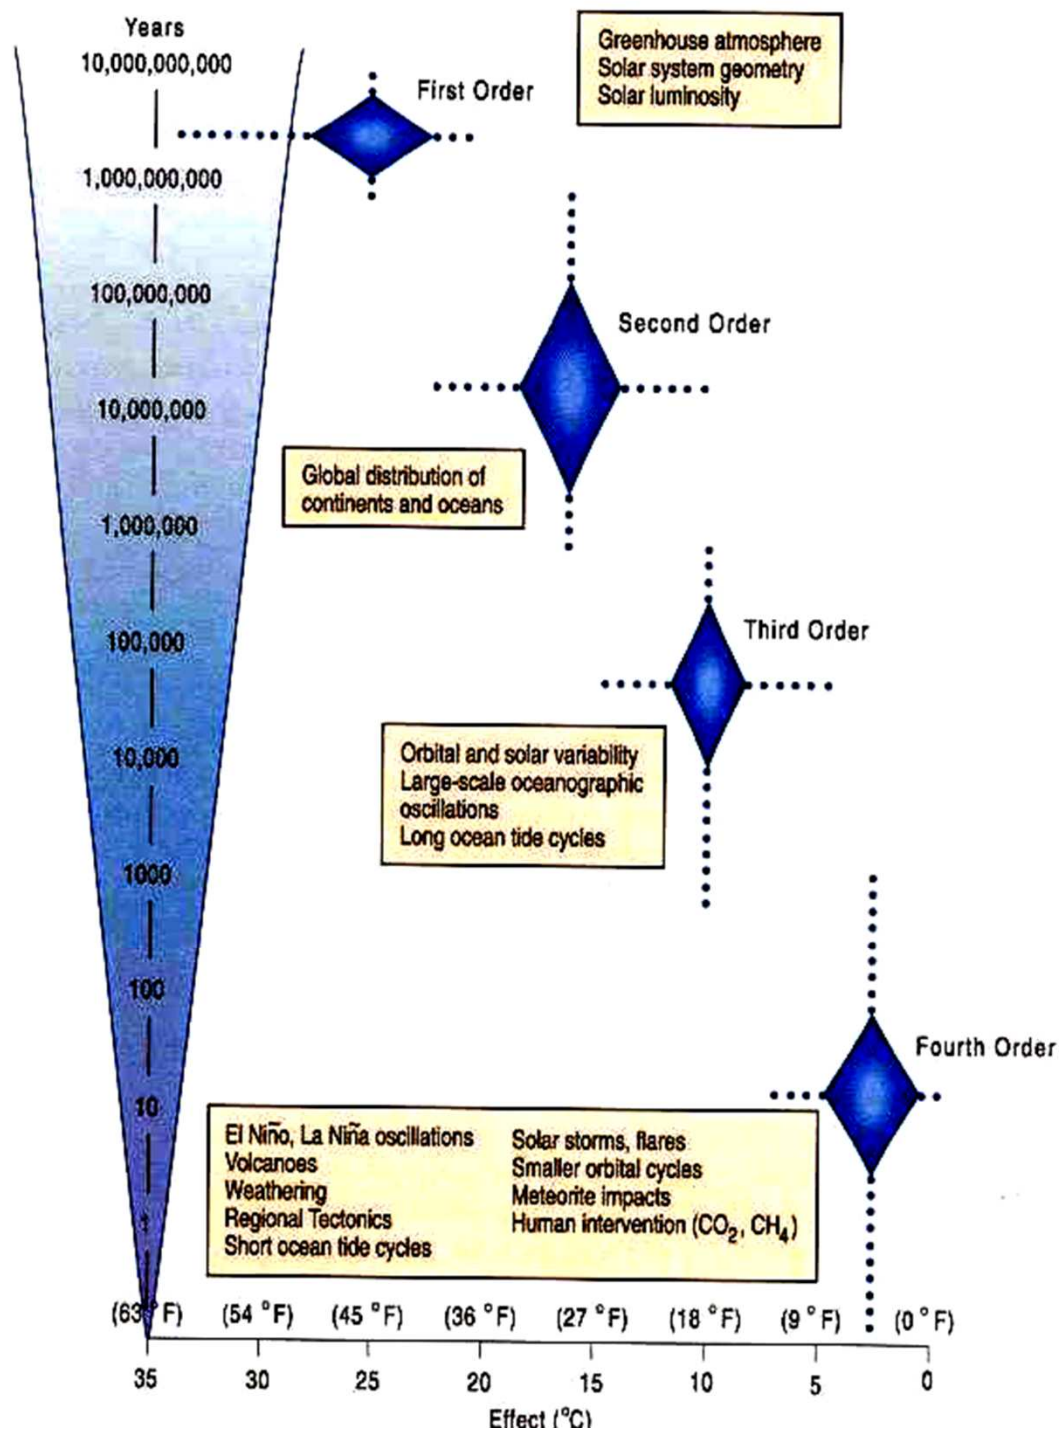 Years
10,000,000,000
First Order
Greenhouse atmosphere
Solar system geometry
Solar luminosity
1,000,000,000
100,000,000
Second Order
10,000,000
Global distribution of
continents and oceans
1,000,000
100,000
Third Order
10,000
Orbital and solar variability
Large-scale oceanographic
oscillations
Long ocean tide cycles
1000
100
Fourth Order
10
El Niño, La Niña oscillations
Volcanoes
Weathering
Regional Tectonics
Short ocean tide cycles
Solar storms, flares
Smaller orbital cycles
Meteorite impacts
Human intervention (CO₂, CH₄)
1
(63 °F) (54 °F) (45 °F) (36 °F) (27 °F) (18 °F) (9 °F) (0 °F)
35 30 25 20 15 10 5 0
Effect (°C)